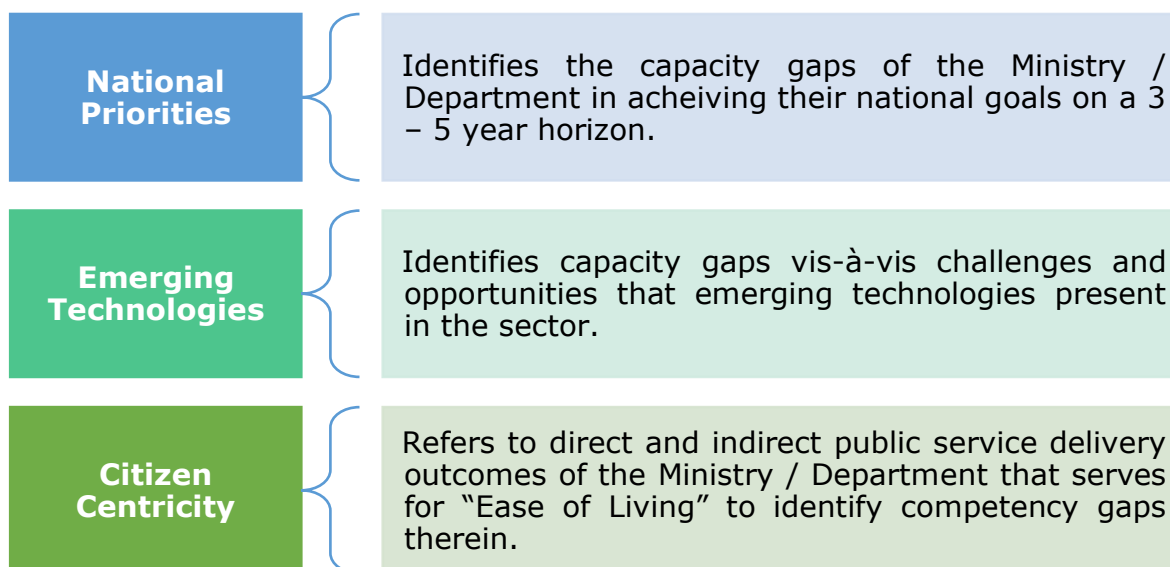 National
Priorities
Identifies the capacity gaps of the Ministry /
Department in acheiving their national goals on a 3
– 5 year horizon.
Emerging
Technologies
Identifies capacity gaps vis-à-vis challenges and
opportunities that emerging technologies present
in the sector.
Citizen
Centricity
Refers to direct and indirect public service delivery
outcomes of the Ministry / Department that serves
for “Ease of Living” to identify competency gaps
therein.